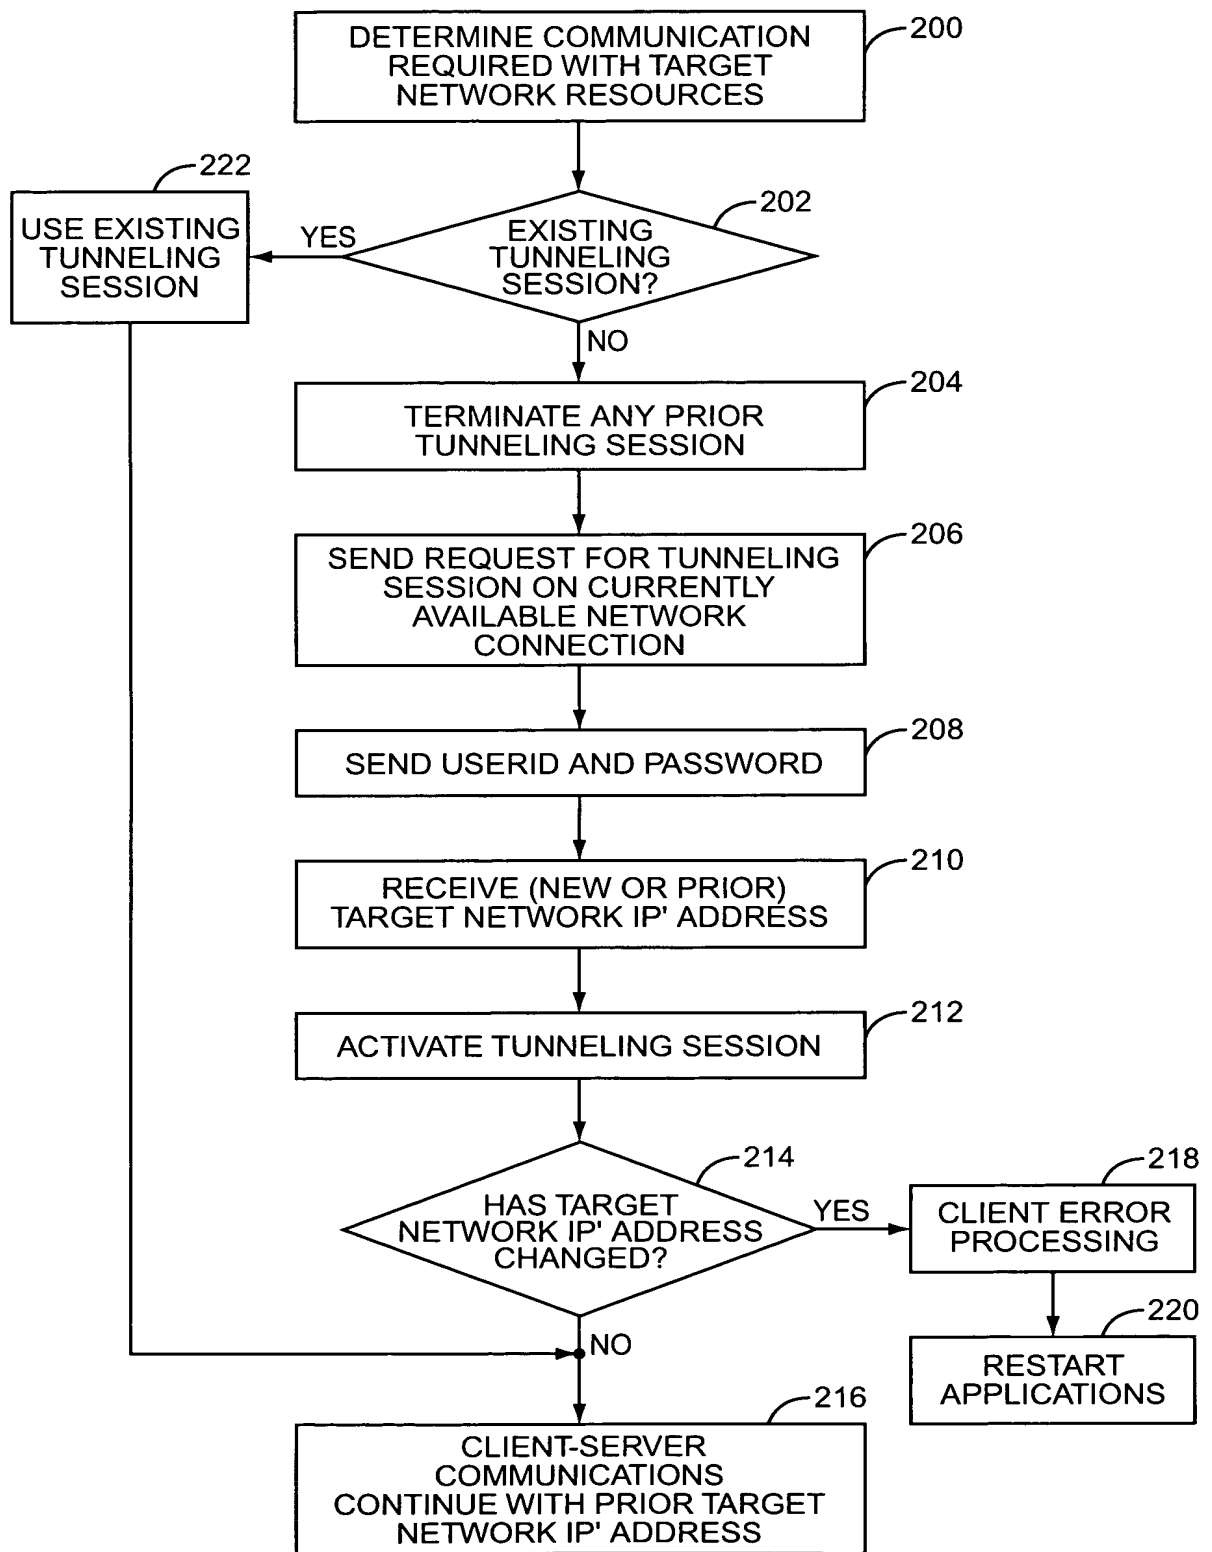 DETERMINE COMMUNICATION
REQUIRED WITH TARGET
NETWORK RESOURCES
200
222
USE EXISTING
TUNNELING
SESSION
YES
202
EXISTING
TUNNELING
SESSION?
NO
204
TERMINATE ANY PRIOR
TUNNELING SESSION
206
SEND REQUEST FOR TUNNELING
SESSION ON CURRENTLY
AVAILABLE NETWORK
CONNECTION
208
SEND USERID AND PASSWORD
210
RECEIVE (NEW OR PRIOR)
TARGET NETWORK IP' ADDRESS
212
ACTIVATE TUNNELING SESSION
214
HAS TARGET
NETWORK IP' ADDRESS
CHANGED?
YES
218
CLIENT ERROR
PROCESSING
220
RESTART
APPLICATIONS
NO
216
CLIENT-SERVER
COMMUNICATIONS
CONTINUE WITH PRIOR TARGET
NETWORK IP' ADDRESS